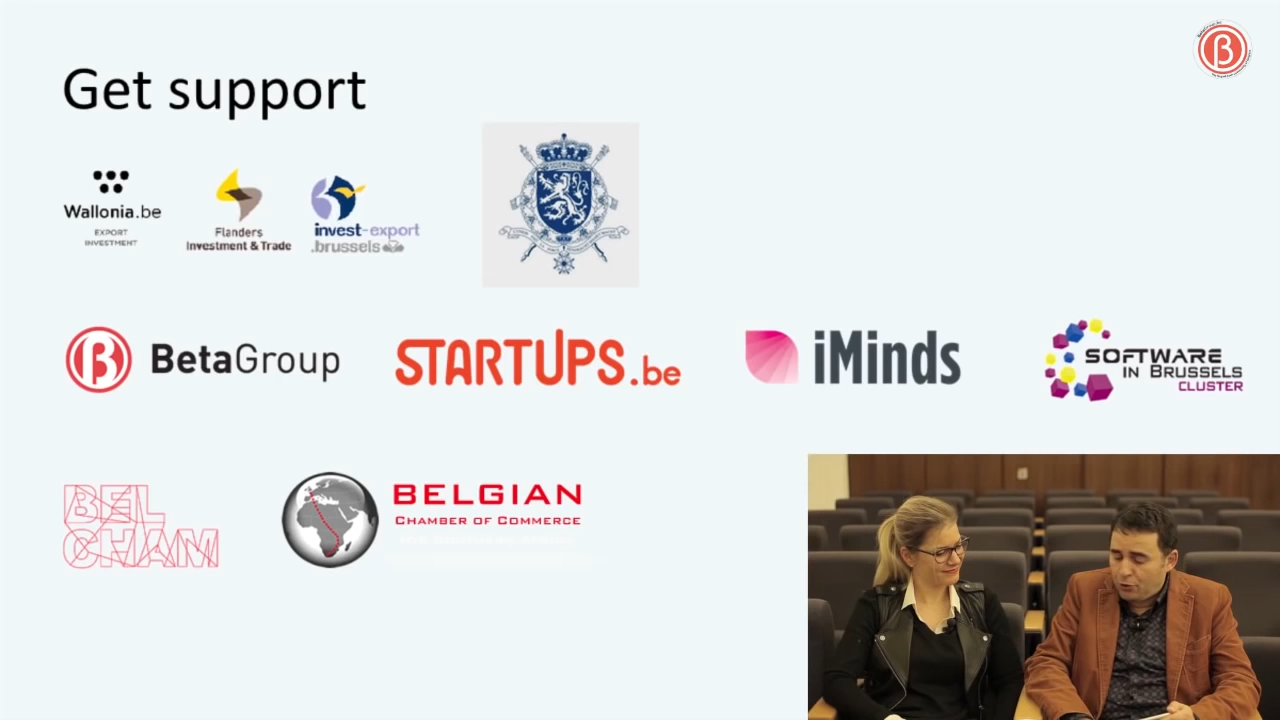 Get support
Wallonia.be
EXPORT
INVESTMENT
Flanders
Investment & Trade
invest-export
.brussels
BetaGroup
STARTUPS.be
iMinds
SOFTWARE
IN BRUSSELS
CLUSTER
BEL
CHAM
BELGIAN
CHAMBER OF COMMERCE